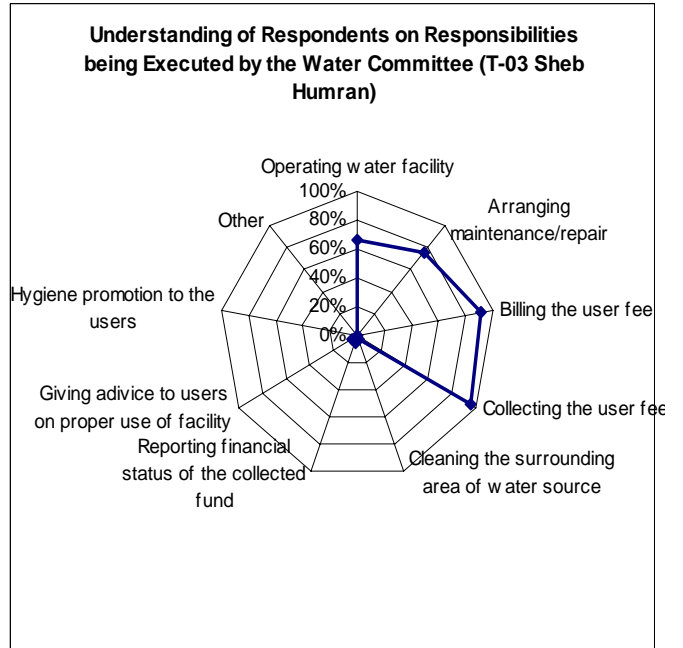 Understanding of Respondents on Responsibilities
being Executed by the Water Committee (T-03 Sheb
Humran)
Operating water facility
100%
80%
60%
40%
20%
0%
Arranging
maintenance/repair
Billing the user fee
Collecting the user fee
Cleaning the surrounding
area of water source
Reporting financial
status of the collected
fund
Giving adivice to users
on proper use of facility
Hygiene promotion to the
users
Other